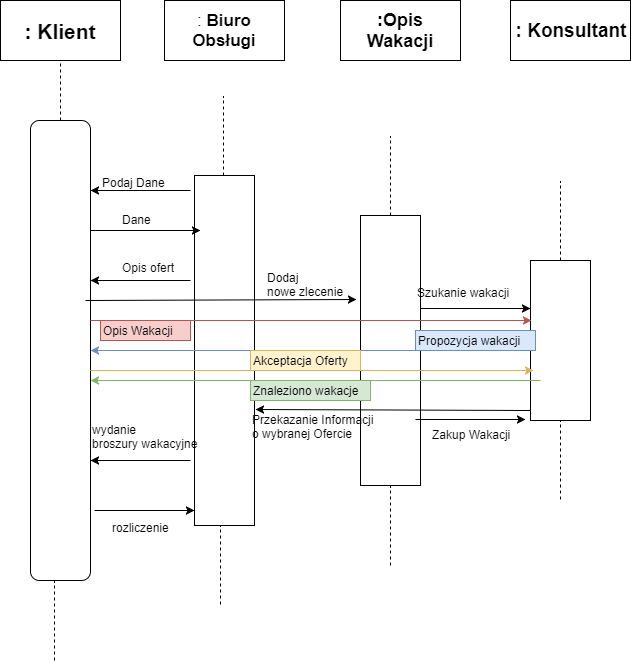 : Klient
: Biuro
Obsługi
:Opis
Wakacji
: Konsultant
Podaj Dane
Dane
Opis ofert
Dodaj
nowe zlecenie
Szukanie wakacji
Opis Wakacji
Propozycja wakacji
Akceptacja Oferty
Znaleziono wakacje
Przekazanie Informacji
o wybranej Ofercie
Zakup Wakacji
wydanie
broszury wakacyjne
rozliczenie